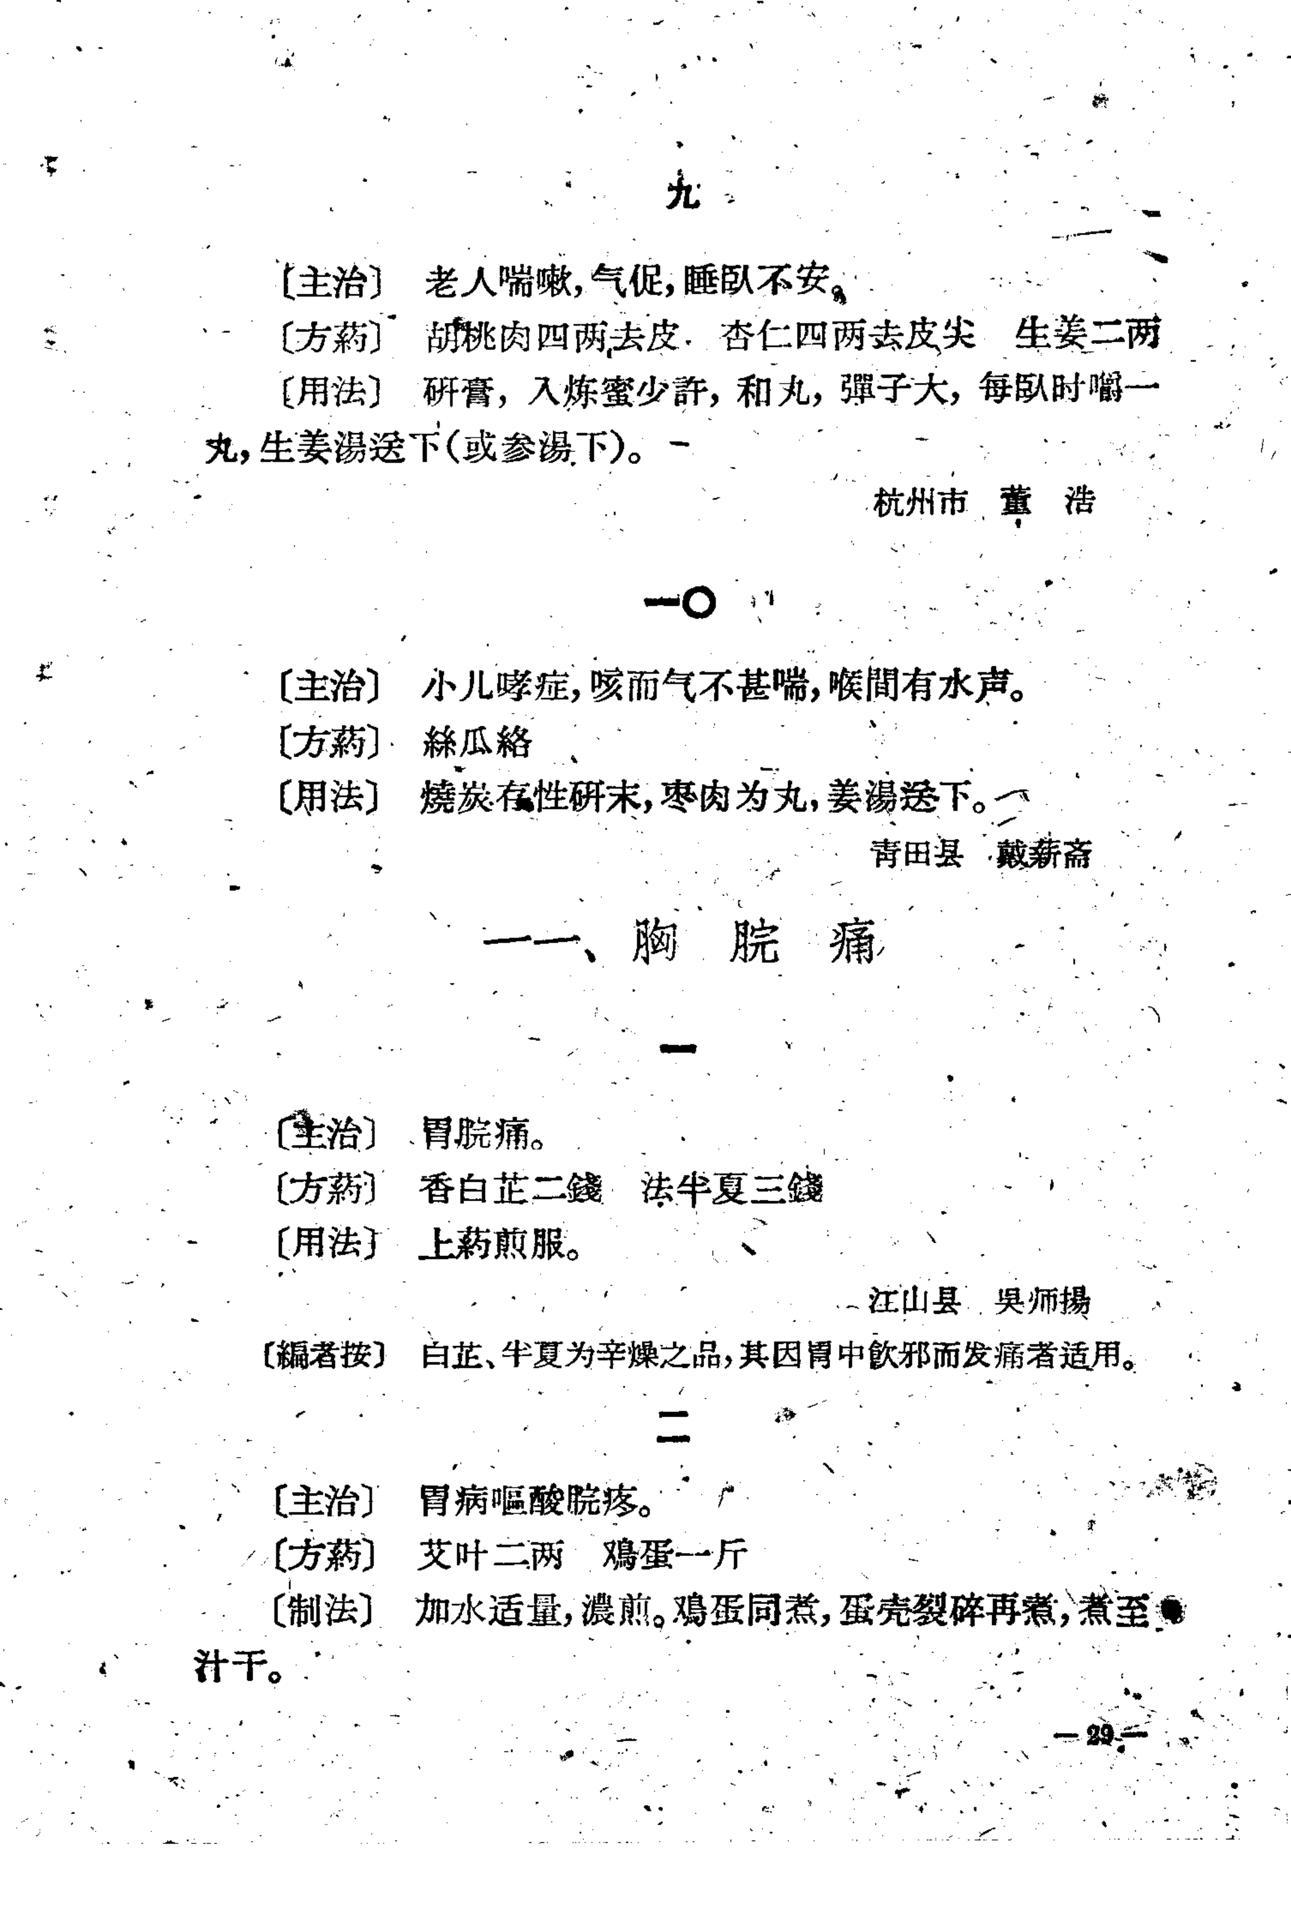 九
〔主治〕　老人喘嗽，气促，睡臥不安。
〔方葯〕　胡桃肉四两去皮　杏仁四两去皮尖　生姜二两
〔用法〕　研膏，入炼蜜少許，和丸，彈子大，每臥时嚼一
丸，生姜湯送下（或参湯下）。
杭州市　董　浩
一〇
〔主治〕　小儿哮症，咳而气不甚喘，喉間有水声。
〔方葯〕　絲瓜絡
〔用法〕　燒炭存性研末，枣肉为丸，姜湯送下。
靑田县　戴薪斋
一一、胸　脘　痛
一
〔主治〕　胃脘痛。
〔方葯〕　香白芷二錢　法半夏三錢
〔用法〕　上葯煎服。
江山县　吳师揚
〔編者按〕　白芷、半夏为辛燥之品，其因胃中飮邪而发痛者适用。
二
〔主治〕　胃病嘔酸脘疼。
〔方葯〕　艾叶二两　鷄蛋一斤
〔制法〕　加水适量，濃煎。鷄蛋同煮，蛋壳裂碎再煮，煮至
汁干。
— 29 —